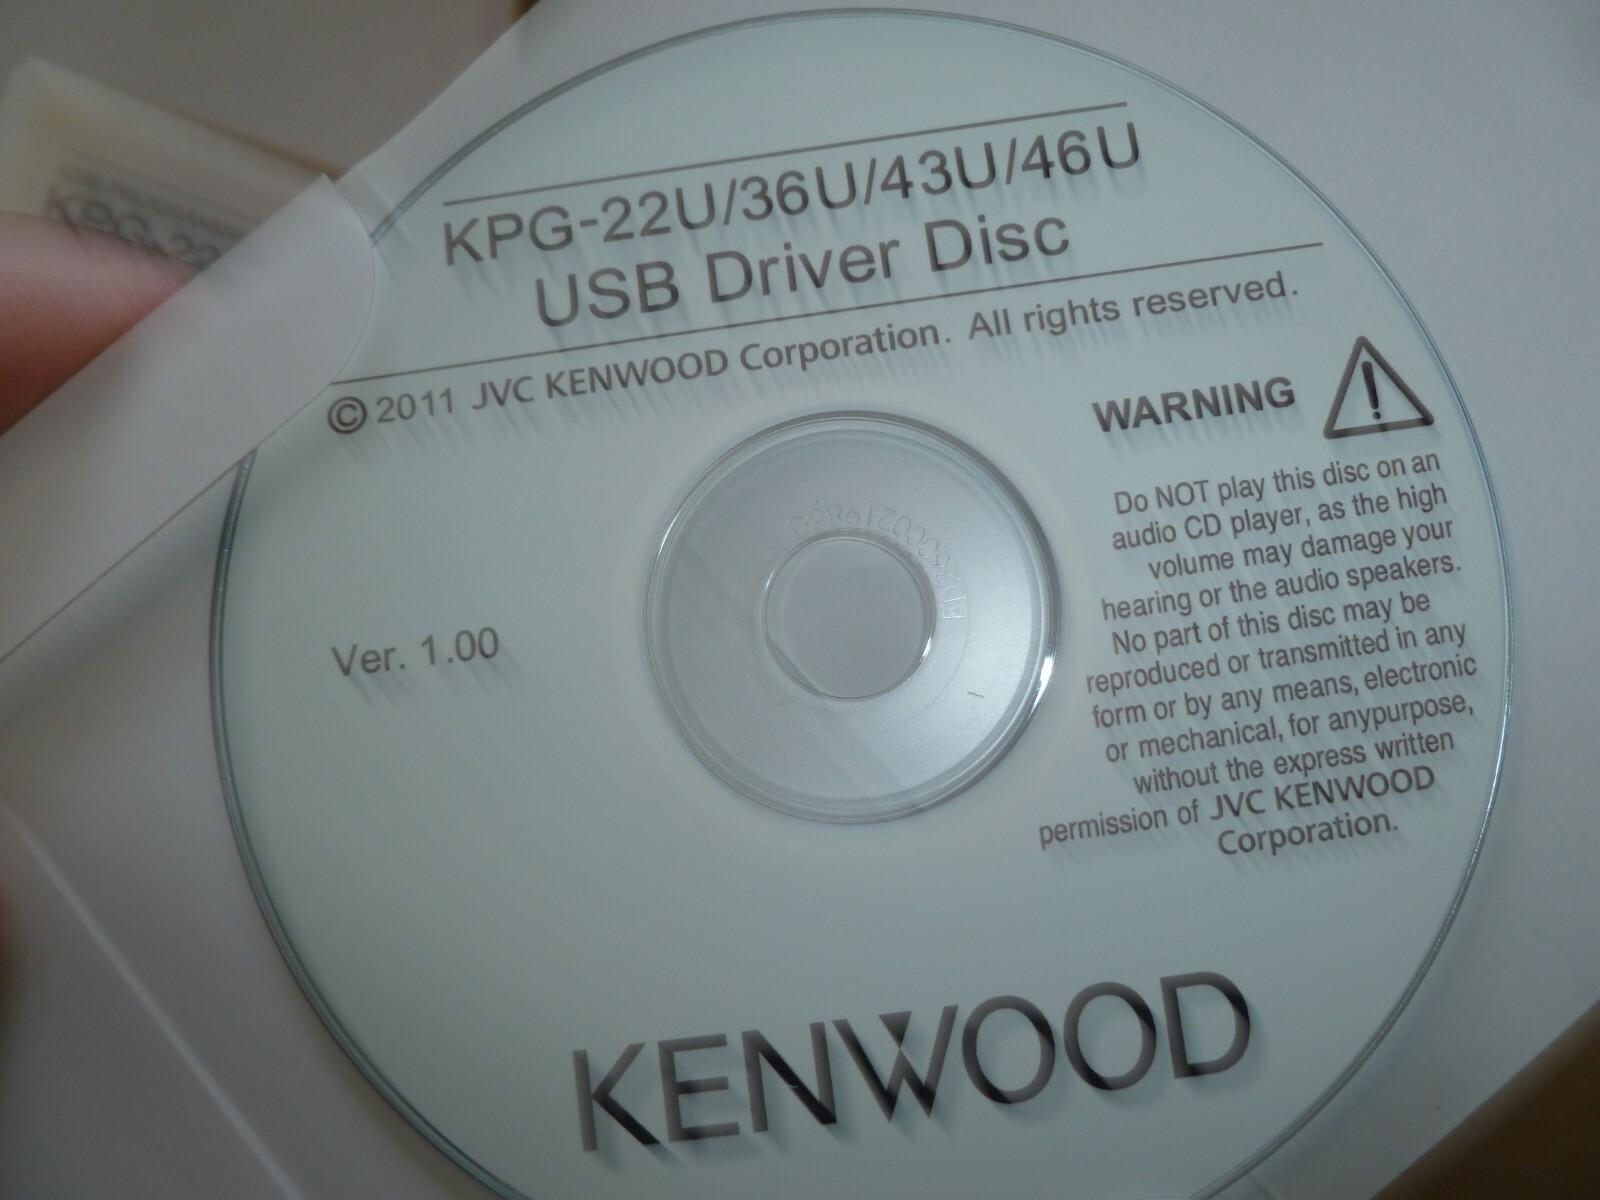 KPG-22
KPG-22U/36U/43U/46U
USB Driver Disc
© 2011 JVC KENWOOD Corporation. All rights reserved.
WARNING
Do NOT play this disc on an
audio CD player, as the high
volume may damage your
hearing or the audio speakers.
No part of this disc may be
reproduced or transmitted in any
form or by any means, electronic
or mechanical, for anypurpose,
without the express written
permission of JVC KENWOOD
Corporation.
Ver. 1.00
KENWOOD